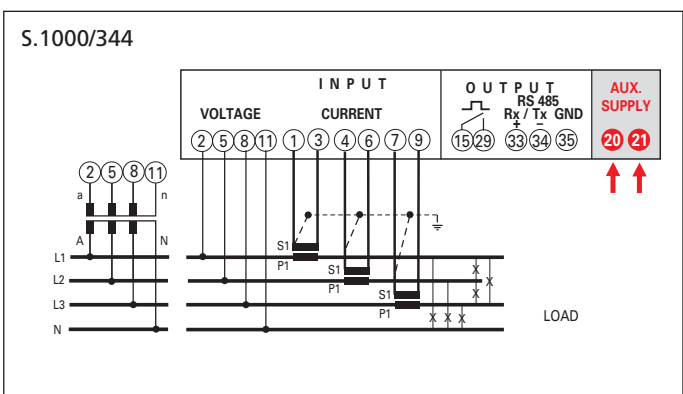 S.1000/344
INPUT
OUTPUT
AUX.
SUPPLY
VOLTAGE
CURRENT
RS 485
Rx / Tx GND
+ −
2 5 8 11 1 3 4 6 7 9 15 29 33 34 35 20 21
2 5 8 11
a n
A N
L1
L2
L3
N
S1
P1
S1
P1
S1
P1
X
X
X
X X X
LOAD